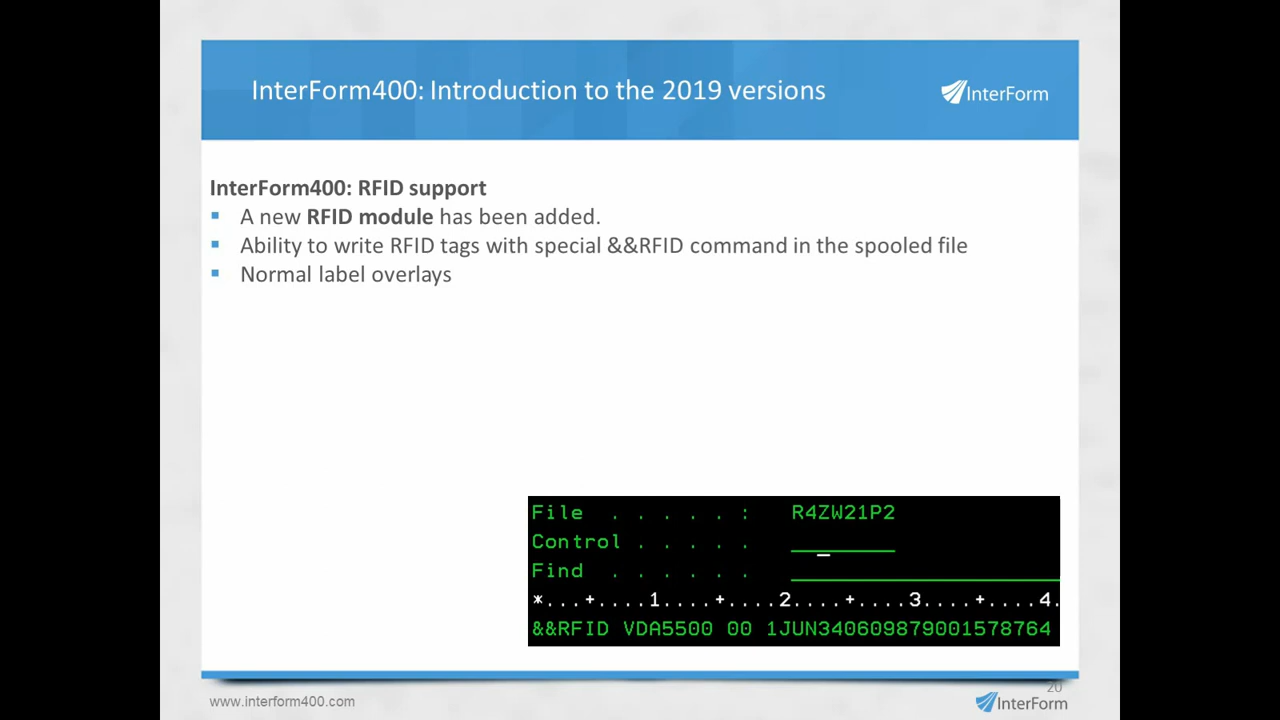 InterForm400: Introduction to the 2019 versions
InterForm
InterForm400: RFID support
▪ A new RFID module has been added.
▪ Ability to write RFID tags with special &&RFID command in the spooled file
▪ Normal label overlays
File . . . . . : R4ZW21P2
Control . . . . .
Find . . . . . .
*...+....1....+....2....+....3....+....4.
&&RFID VDA5500 00 1JUN340609879001578764
20
www.interform400.com
InterForm